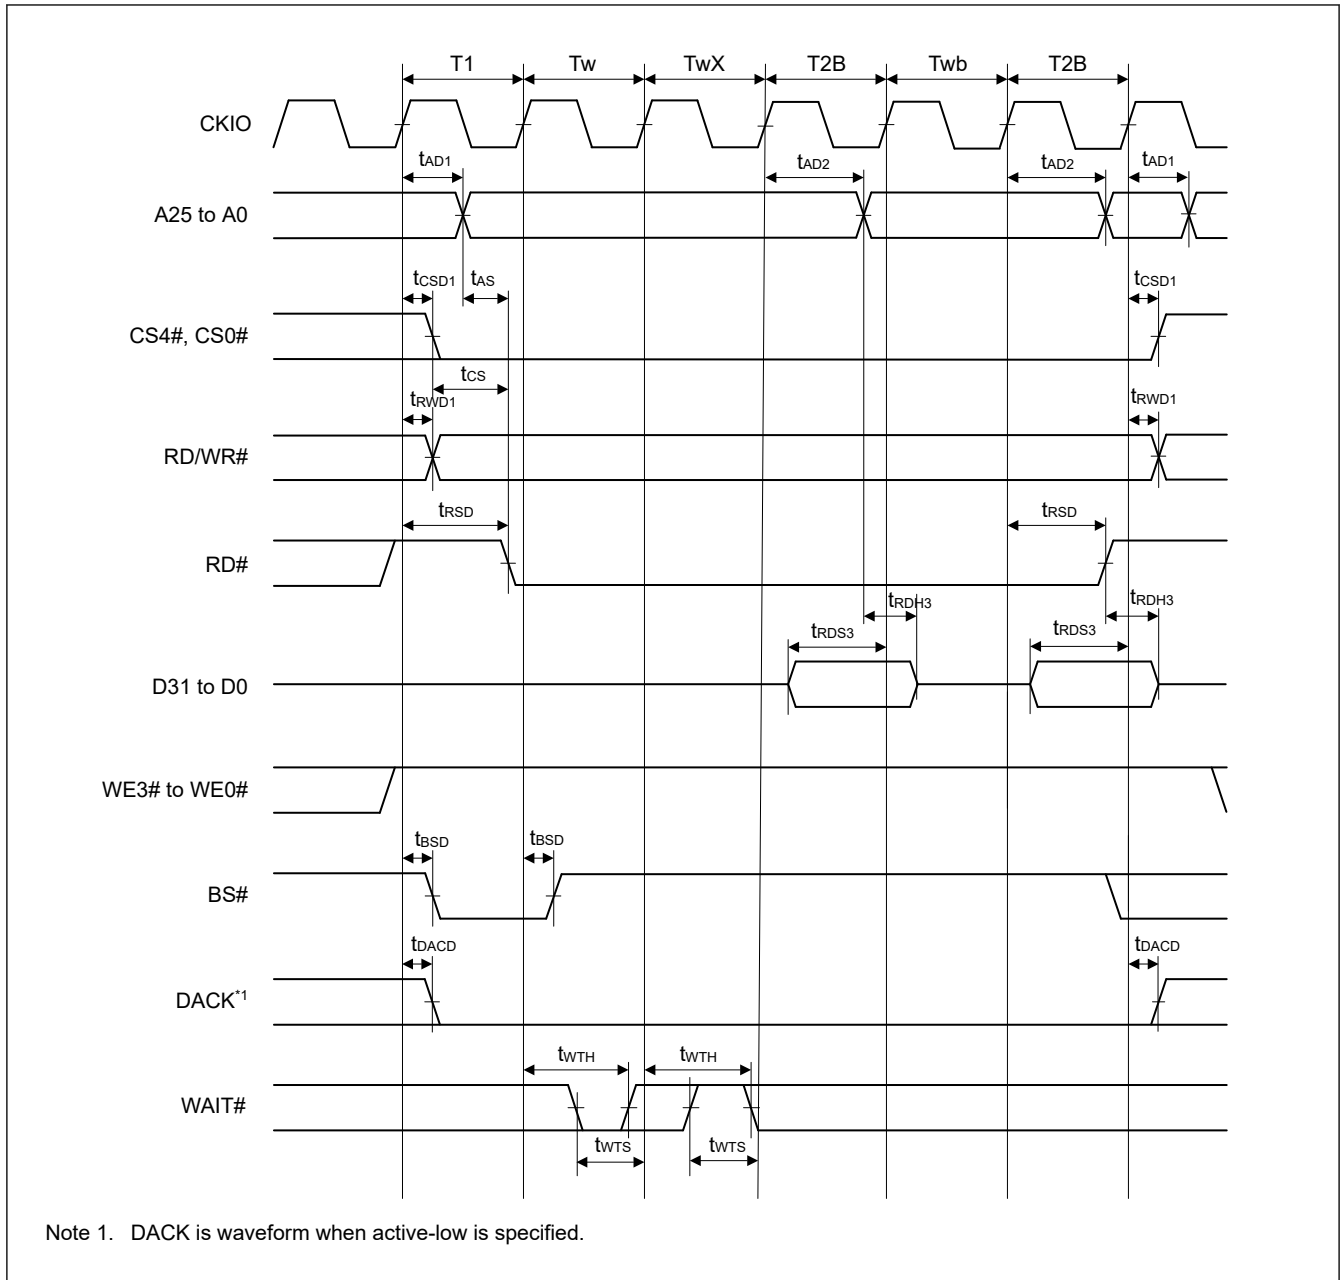 T1 Tw TwX T2B Twb T2B
CKIO
tAD1 tAD2 tAD2 tAD1
A25 to A0
tCSD1 tAS tCSD1
CS4#, CS0#
tCS
tRWD1 tRWD1
RD/WR#
tRSD tRSD
RD#
tRDH3 tRDH3
tRDS3 tRDS3
D31 to D0
WE3# to WE0#
tBSD tBSD
BS#
tDACD tDACD
DACK*1
tWTH tWTH
WAIT#
tWTS tWTS
Note 1. DACK is waveform when active-low is specified.